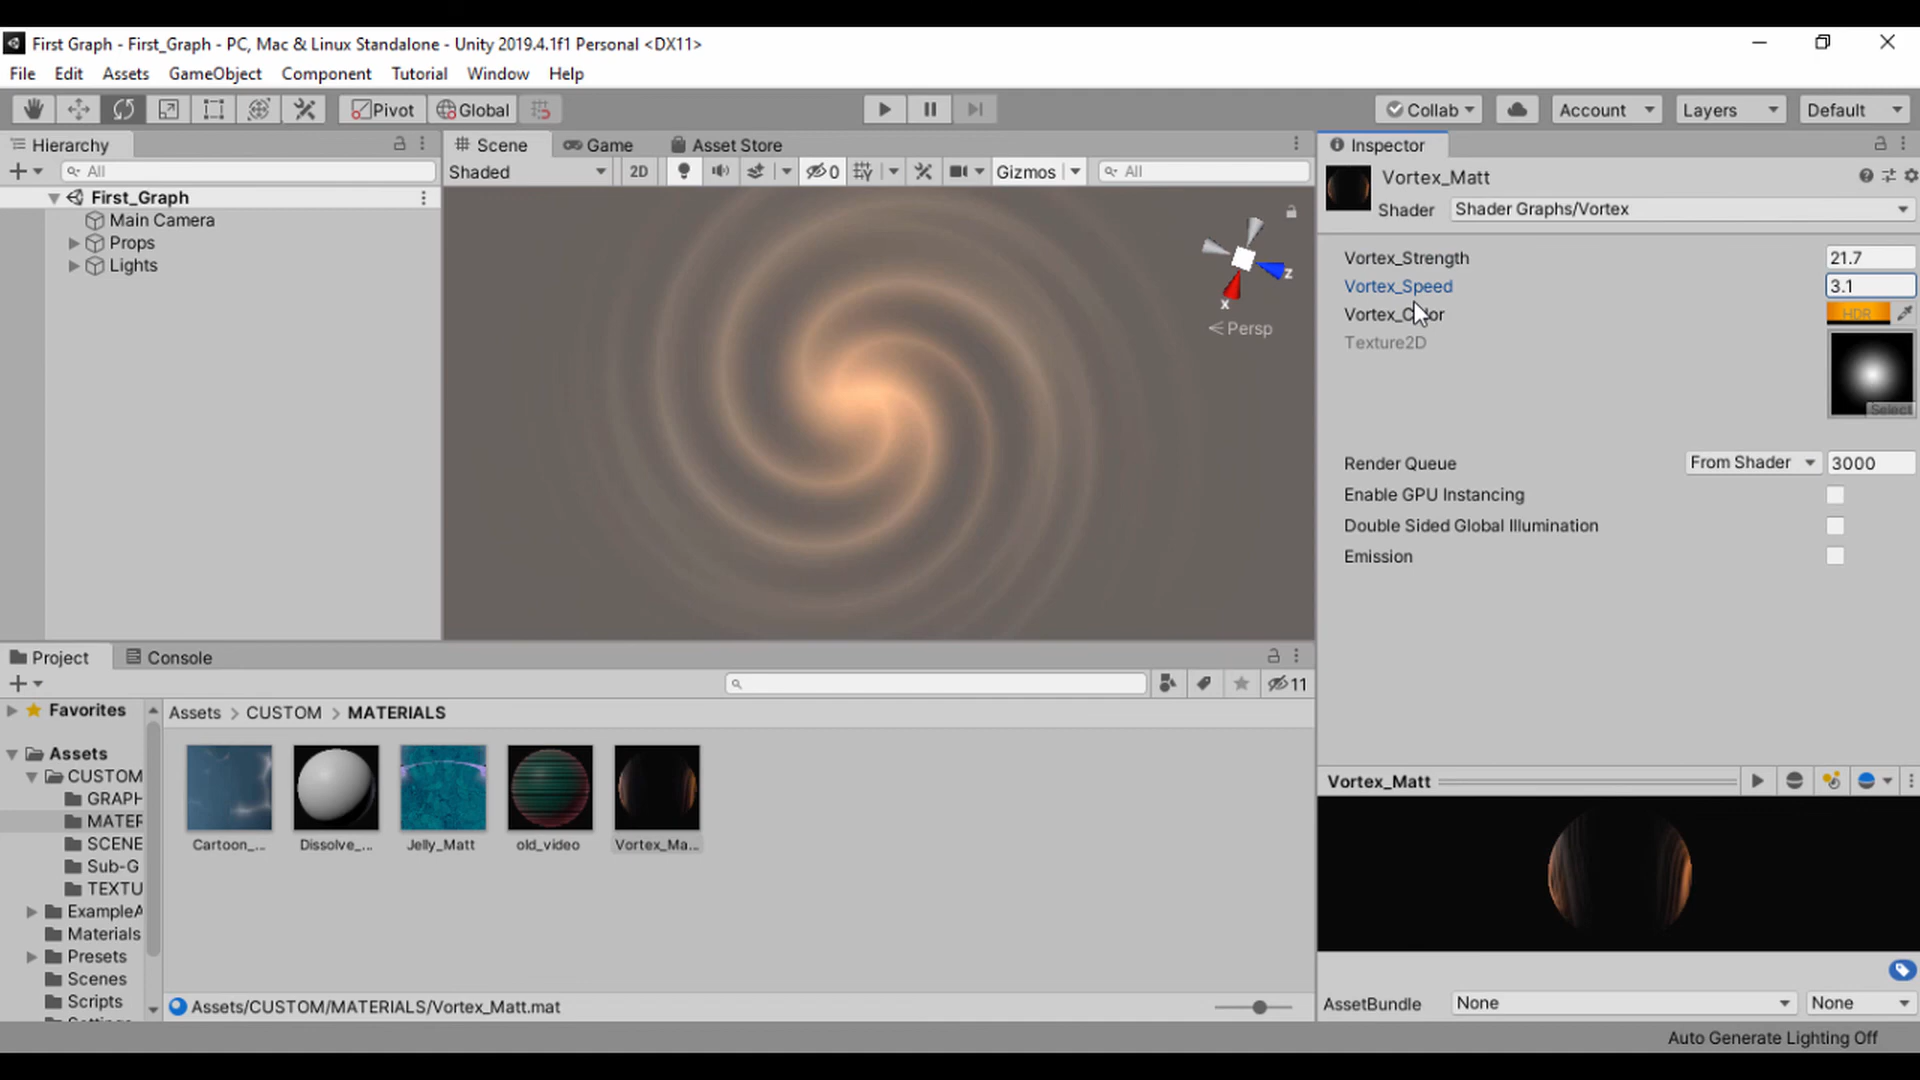 First Graph - First_Graph - PC, Mac & Linux Standalone - Unity 2019.4.1f1 Personal <DX11>
File Edit Assets GameObject Component Tutorial Window Help
Pivot Global Collab Account Layers Default
Hierarchy
All
First_Graph
Main Camera
Props
Lights
Scene Game Asset Store
Shaded 2D 0 Gizmos All
x
z
Persp
Inspector
Vortex_Matt
Shader Shader Graphs/Vortex
Vortex_Strength 21.7
Vortex_Speed 3.1
HDR
Texture2D
Select
Render Queue From Shader 3000
Enable GPU Instancing
Double Sided Global Illumination
Emission
Project Console
11
Favorites
Assets
CUSTOM
GRAPH
MATER
SCENE
Sub-G
TEXTU
ExampleA
Materials
Presets
Scenes
Scripts
Assets > CUSTOM > MATERIALS
Cartoon_... Dissolve_... Jelly_Matt old_video Vortex_Ma...
Assets/CUSTOM/MATERIALS/Vortex_Matt.mat
Vortex_Matt
AssetBundle None None
Auto Generate Lighting Off